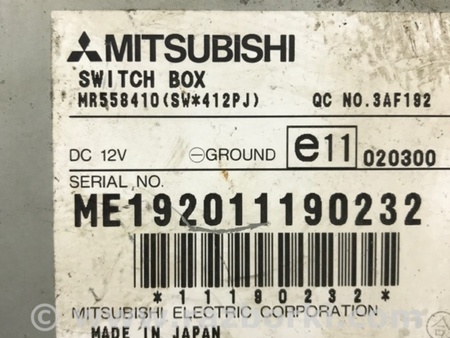 MITSUBISHI
SWITCH BOX
MR558410(SW*412PJ) QC NO.3AF192
DC 12V ⊖GROUND e11 020300
SERIAL NO.
ME192011190232
*11190232*
MITSUBISHI ELECTRIC CORPORATION
MADE IN JAPAN